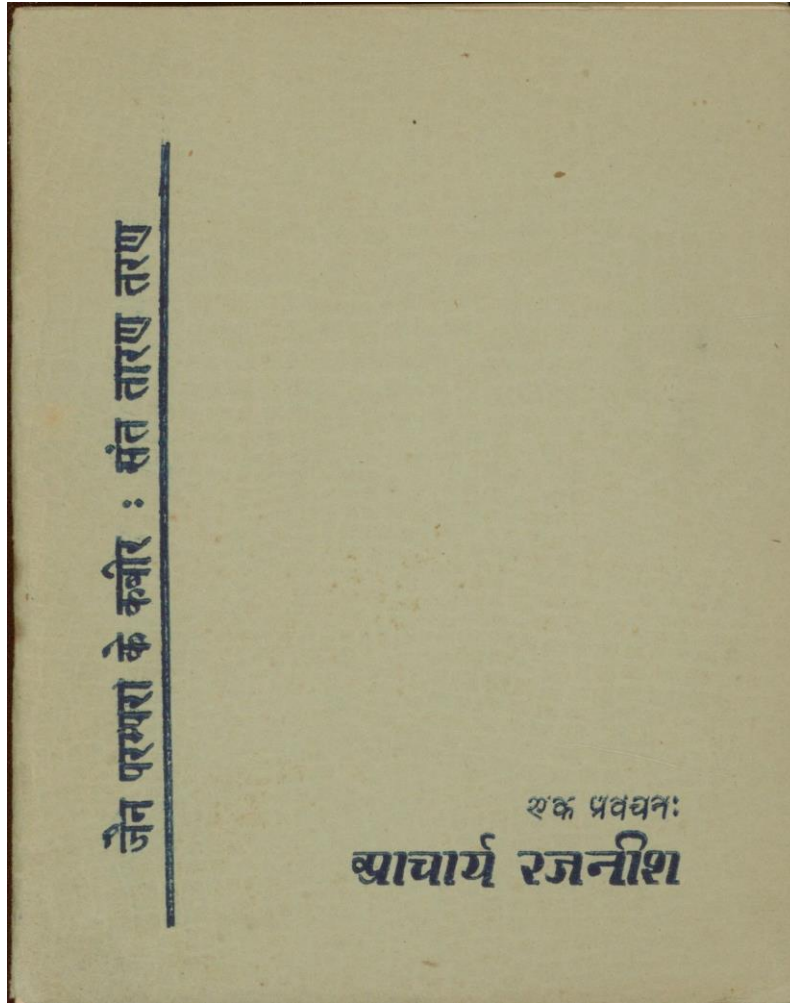 जैन परम्परा के कबीर : संत तारण तरण
एक प्रवचन:
आचार्य रजनीश